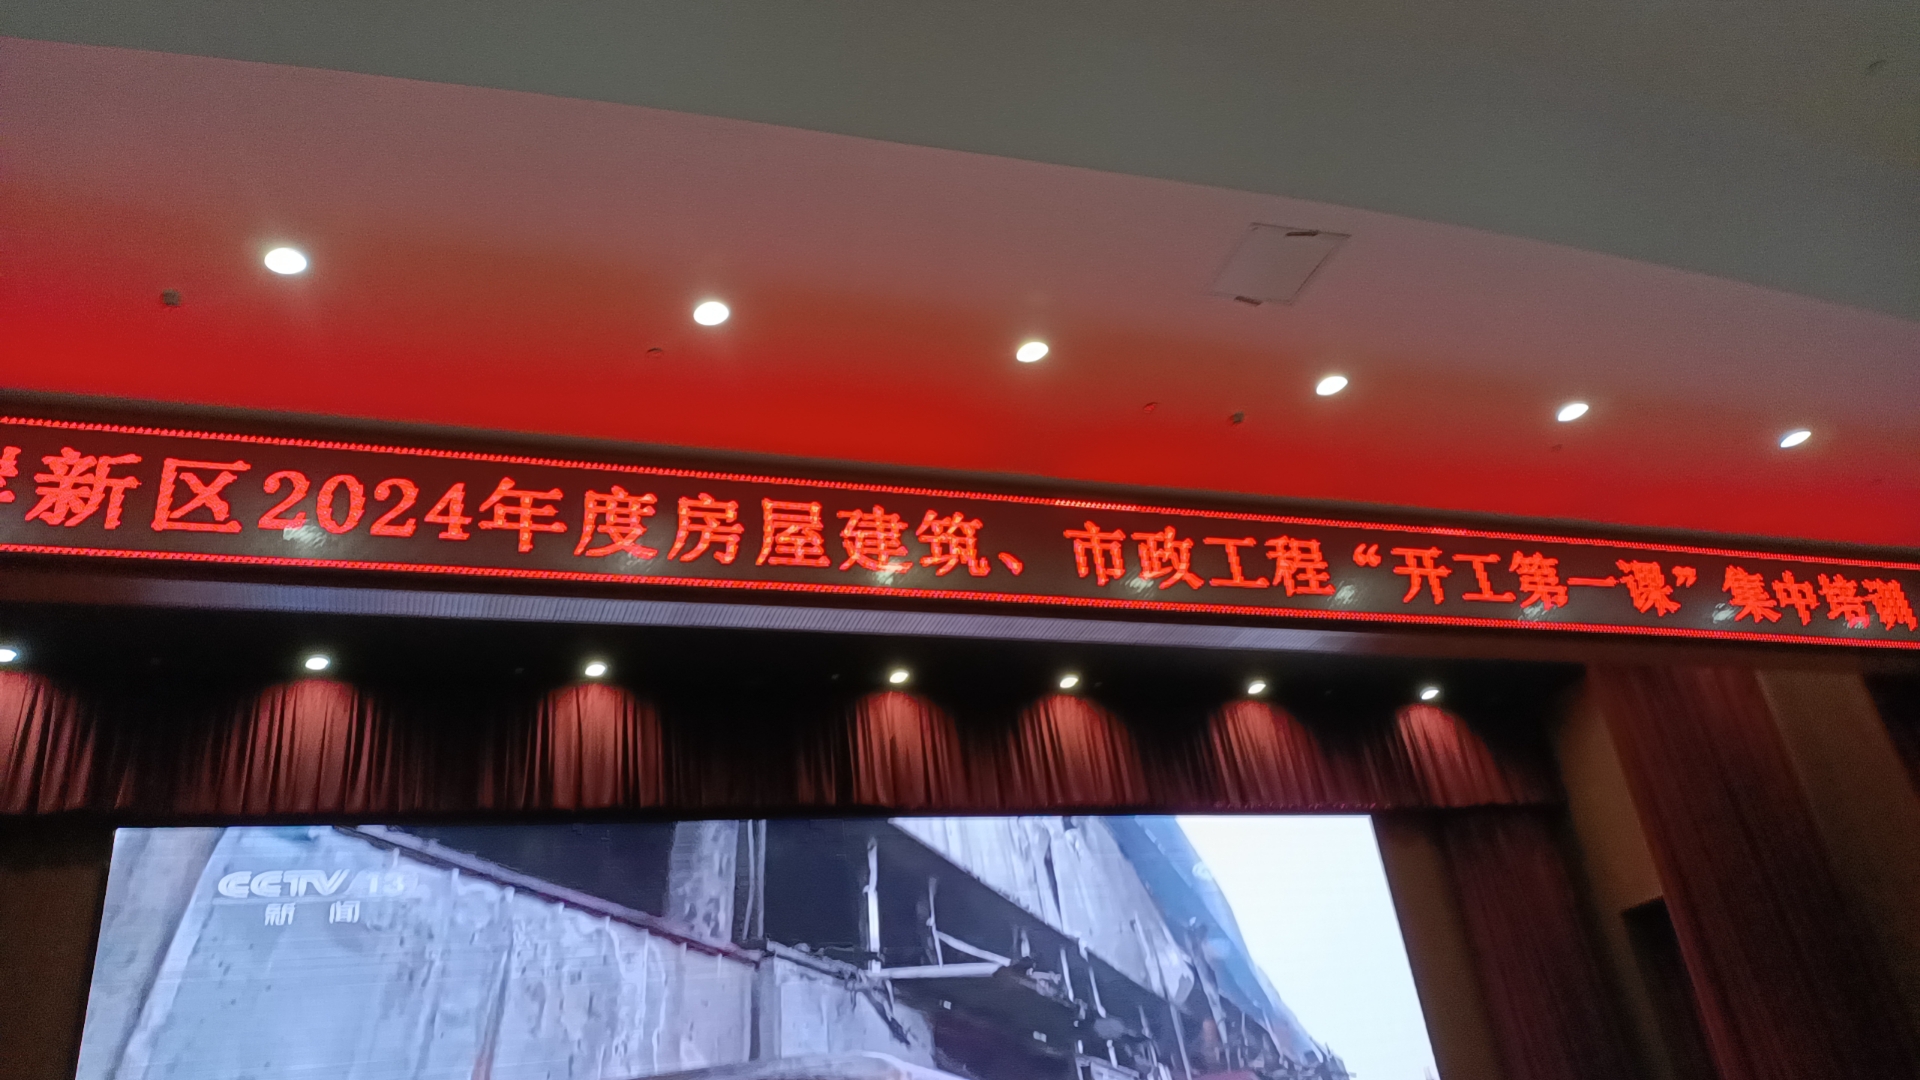 新区2024年度房屋建筑、市政工程“开工第一课”集中培训
CCTV 13
新闻